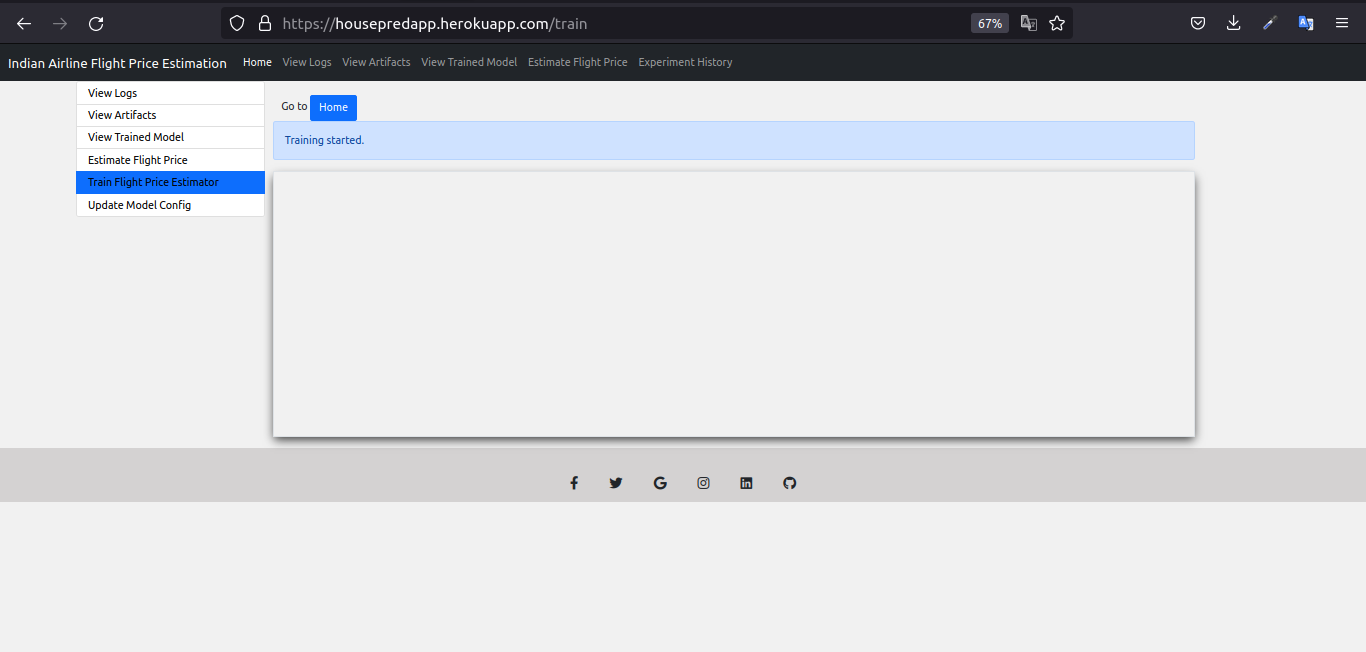 https://housepredapp.herokuapp.com/train 67%
Indian Airline Flight Price Estimation Home View Logs View Artifacts View Trained Model Estimate Flight Price Experiment History
View Logs
View Artifacts
View Trained Model
Estimate Flight Price
Train Flight Price Estimator
Update Model Config
Go to Home
Training started.